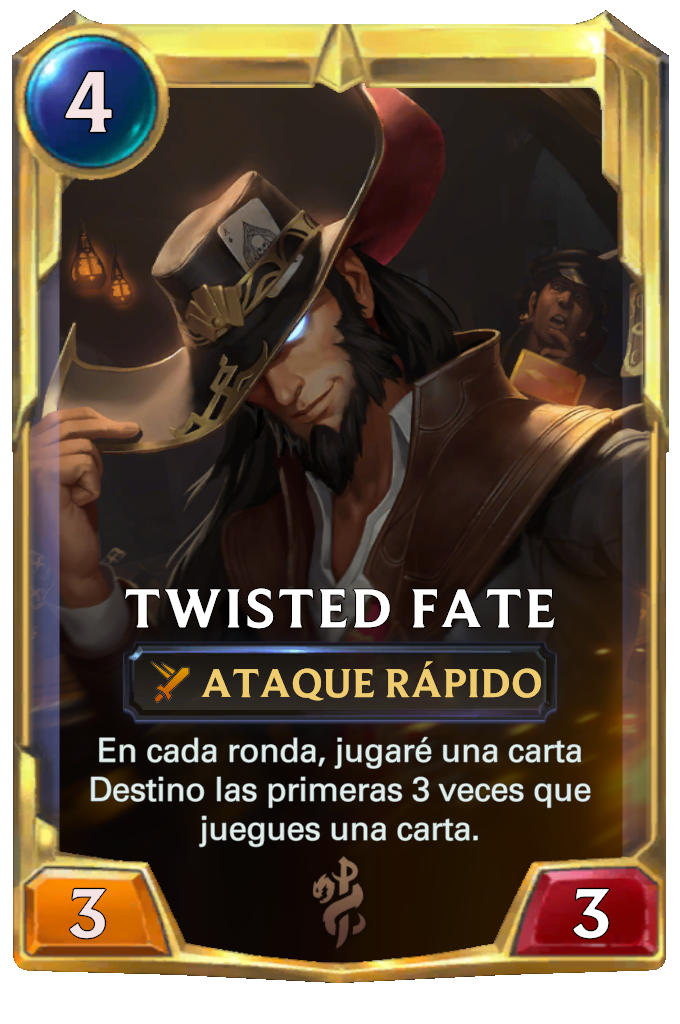 4
TWISTED FATE
ATAQUE RÁPIDO
En cada ronda, jugaré una carta
Destino las primeras 3 veces que
juegues una carta.
3
3